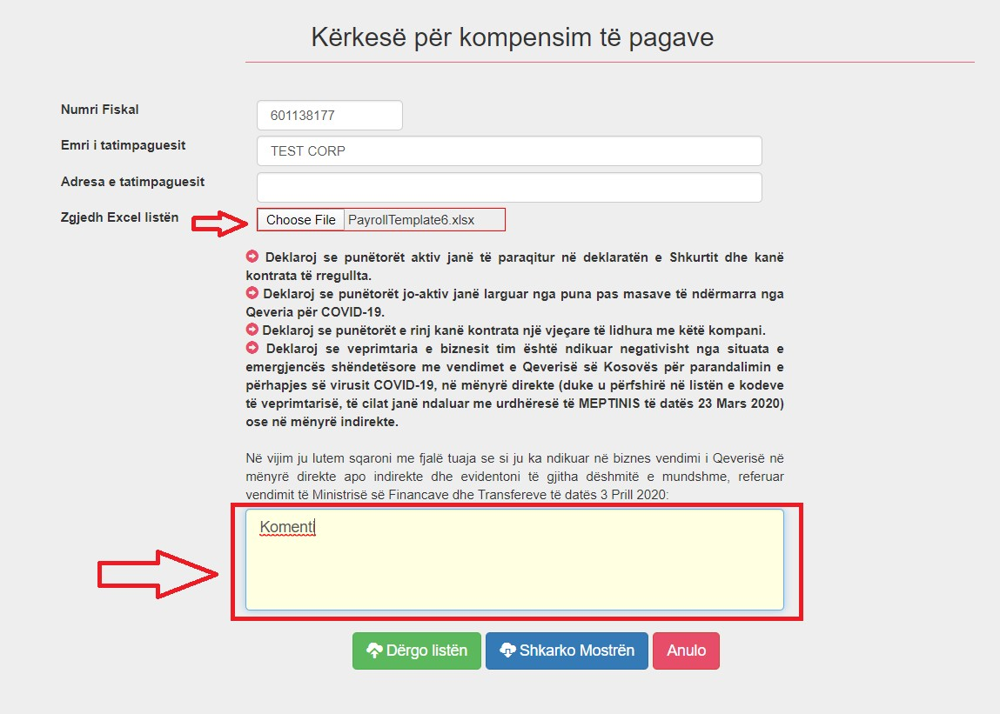 Kërkesë për kompensim të pagave
Numri Fiskal
601138177
Emri i tatimpaguesit
TEST CORP
Adresa e tatimpaguesit
Zgjedh Excel listën
Choose File PayrollTemplate6.xlsx
Deklaroj se punëtorët aktiv janë të paraqitur në deklaratën e Shkurtit dhe kanë
kontrata të rregullta.
Deklaroj se punëtorët jo-aktiv janë larguar nga puna pas masave të ndërmarra nga
Qeveria për COVID-19.
Deklaroj se punëtorët e rinj kanë kontrata një vjeçare të lidhura me këtë kompani.
Deklaroj se veprimtaria e biznesit tim është ndikuar negativisht nga situata e
emergjencës shëndetësore me vendimet e Qeverisë së Kosovës për parandalimin e
përhapjes së virusit COVID-19, në mënyrë direkte (duke u përfshirë në listën e kodeve
të veprimtarisë, të cilat janë ndaluar me urdhëresë të MEPTINIS të datës 23 Mars 2020)
ose në mënyrë indirekte.
Në vijim ju lutem sqaroni me fjalë tuaja se si ju ka ndikuar në biznes vendimi i Qeverisë në
mënyrë direkte apo indirekte dhe evidentoni të gjitha dëshmitë e mundshme, referuar
vendimit të Ministrisë së Financave dhe Transfereve të datës 3 Prill 2020:
Komenti
Dërgo listën
Shkarko Mostrën
Anulo